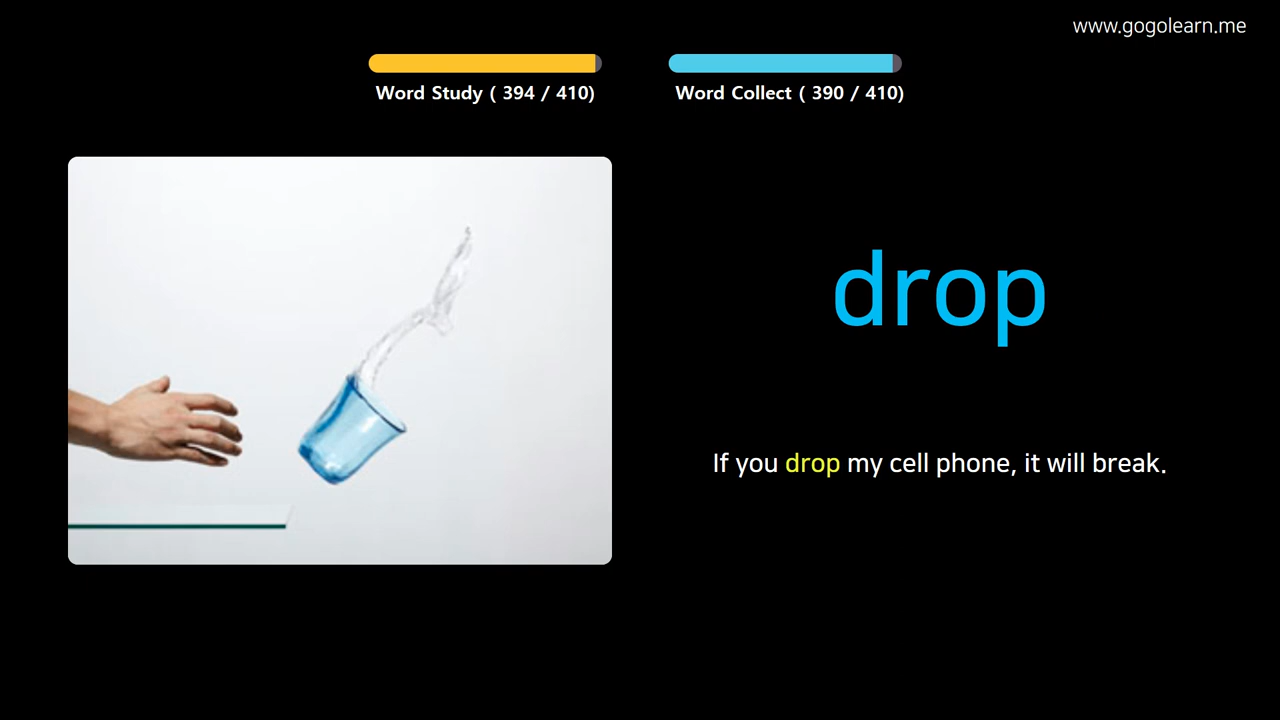 www.gogolearn.me
Word Study ( 394 / 410)
Word Collect ( 390 / 410)
drop
If you drop my cell phone, it will break.